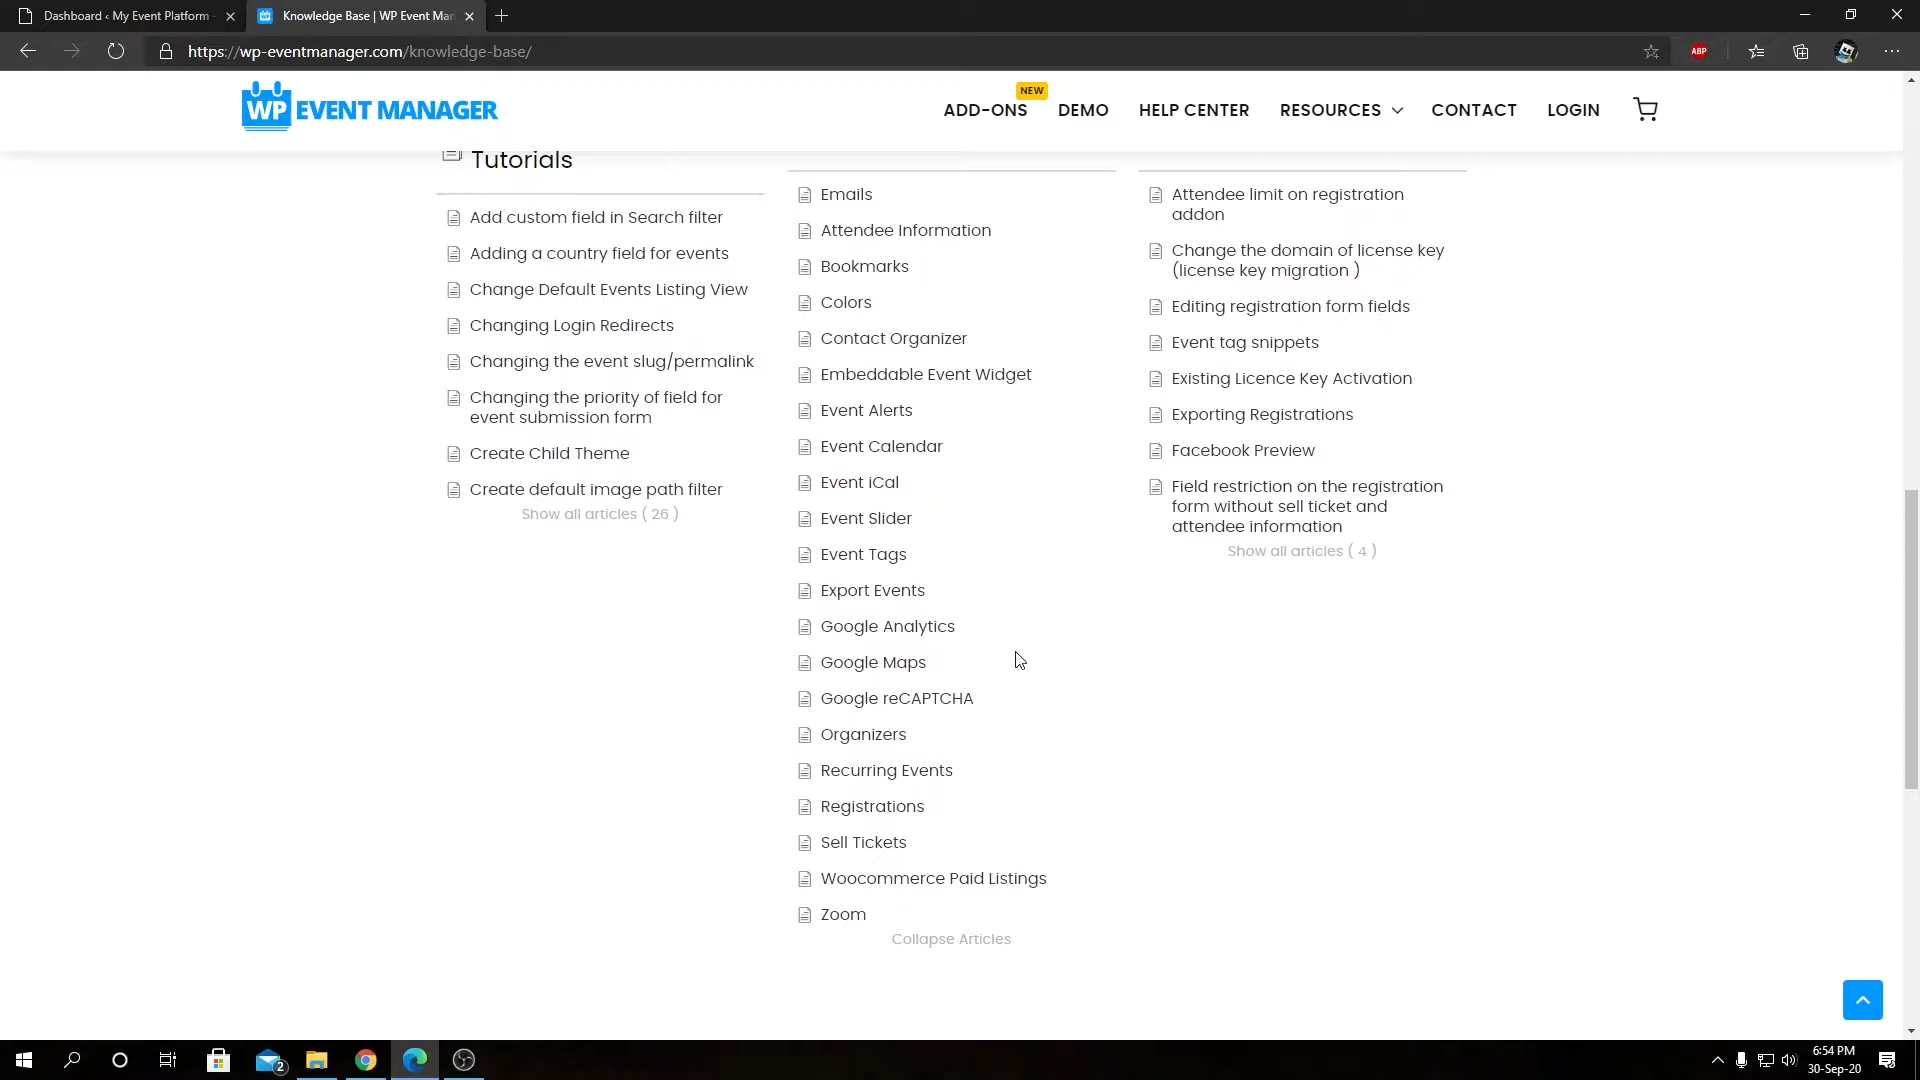 Dashboard ‹ My Event Platform
Knowledge Base | WP Event Man
https://wp-eventmanager.com/knowledge-base/
ABP
WP EVENT MANAGER
NEW
ADD-ONS
DEMO
HELP CENTER
RESOURCES
CONTACT
LOGIN
Tutorials
Add custom field in Search filter
Adding a country field for events
Change Default Events Listing View
Changing Login Redirects
Changing the event slug/permalink
Changing the priority of field for
event submission form
Create Child Theme
Create default image path filter
Show all articles ( 26 )
Emails
Attendee Information
Bookmarks
Colors
Contact Organizer
Embeddable Event Widget
Event Alerts
Event Calendar
Event iCal
Event Slider
Event Tags
Export Events
Google Analytics
Google Maps
Google reCAPTCHA
Organizers
Recurring Events
Registrations
Sell Tickets
Woocommerce Paid Listings
Zoom
Collapse Articles
Attendee limit on registration
addon
Change the domain of license key
(license key migration )
Editing registration form fields
Event tag snippets
Existing Licence Key Activation
Exporting Registrations
Facebook Preview
Field restriction on the registration
form without sell ticket and
attendee information
Show all articles ( 4 )
2
6:54 PM
30-Sep-20